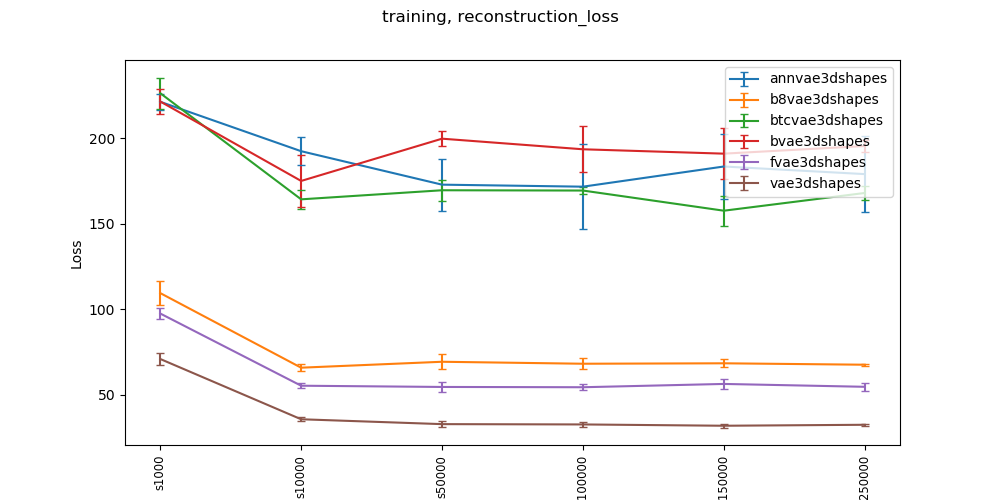 training, reconstruction_loss
annvae3dshapes
b8vae3dshapes
btcvae3dshapes
bvae3dshapes
fvae3dshapes
vae3dshapes
Loss
200
150
100
50
s1000
s10000
s50000
100000
150000
250000